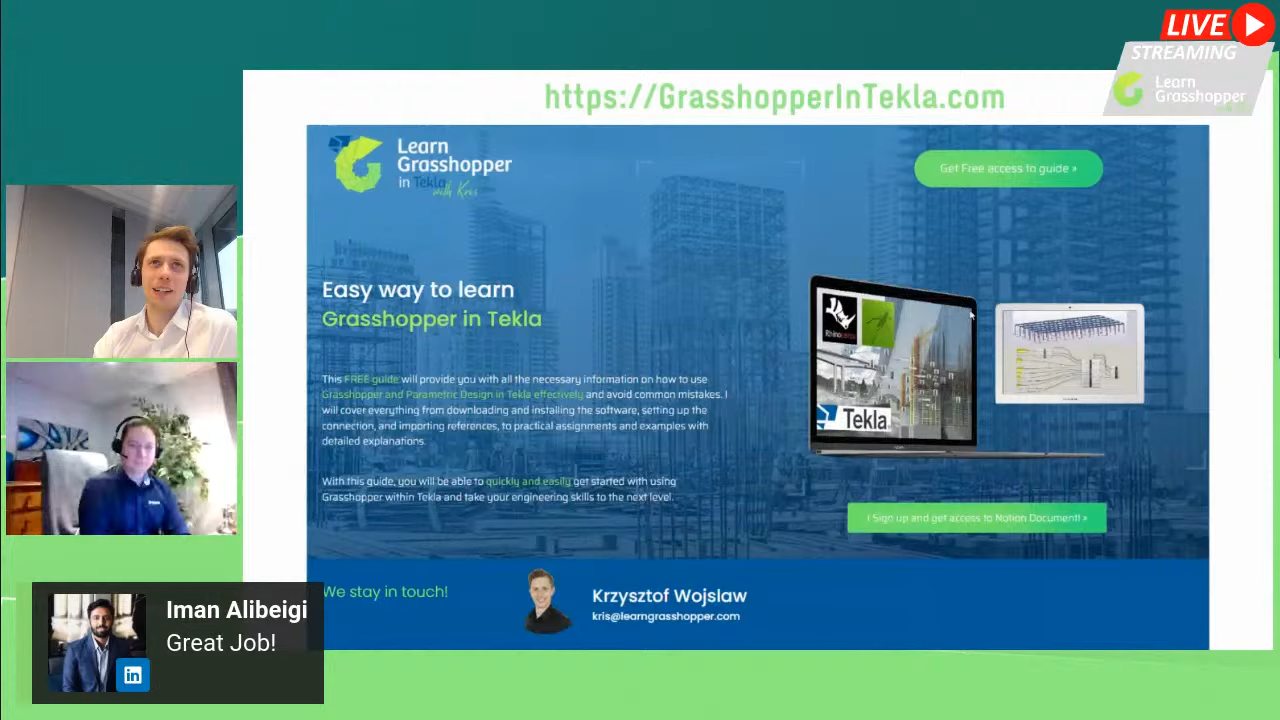 LIVE
STREAMING
Learn
Grasshopper
https://GrasshopperInTekla.com
Learn
Grasshopper
in Tekla
with Kris
Get Free access to guide »
Easy way to learn
Grasshopper in Tekla
This FREE guide will provide you with all the necessary information on how to use
Grasshopper and Parametric Design in Tekla effectively and avoid common mistakes. I
will cover everything from downloading and installing the software, setting up the
connection, and importing references, to practical assignments and examples with
detailed explanations.
With this guide, you will be able to quickly and easily get started with using
Grasshopper within Tekla and take your engineering skills to the next level.
Rhinoceros
Tekla
I Sign up and get access to Notion Document! »
We stay in touch!
Krzysztof Wojslaw
kris@learngrasshopper.com
Iman Alibeigi
Great Job!
in